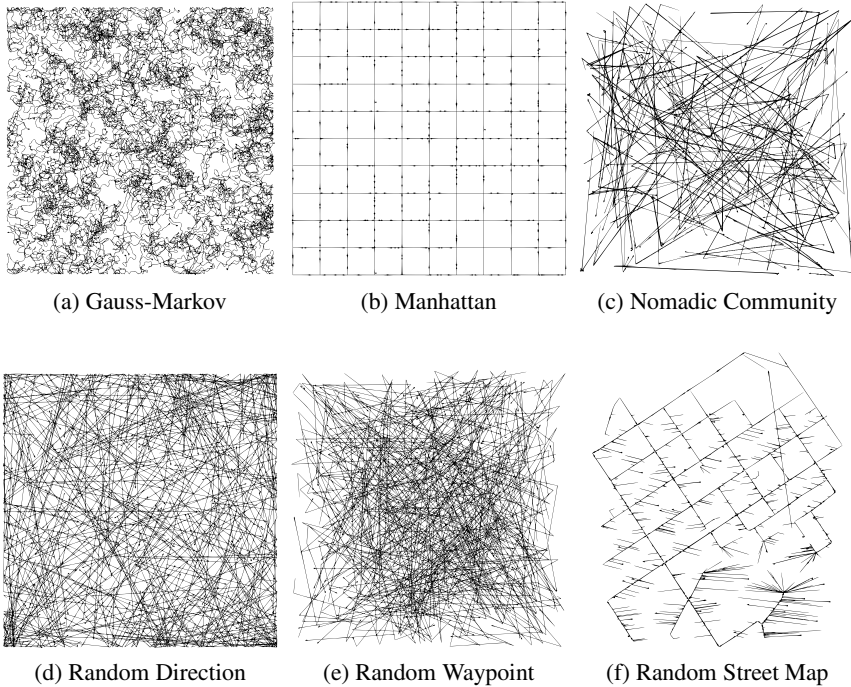 (a) Gauss-Markov
(b) Manhattan
(c) Nomadic Community
(d) Random Direction
(e) Random Waypoint
(f) Random Street Map